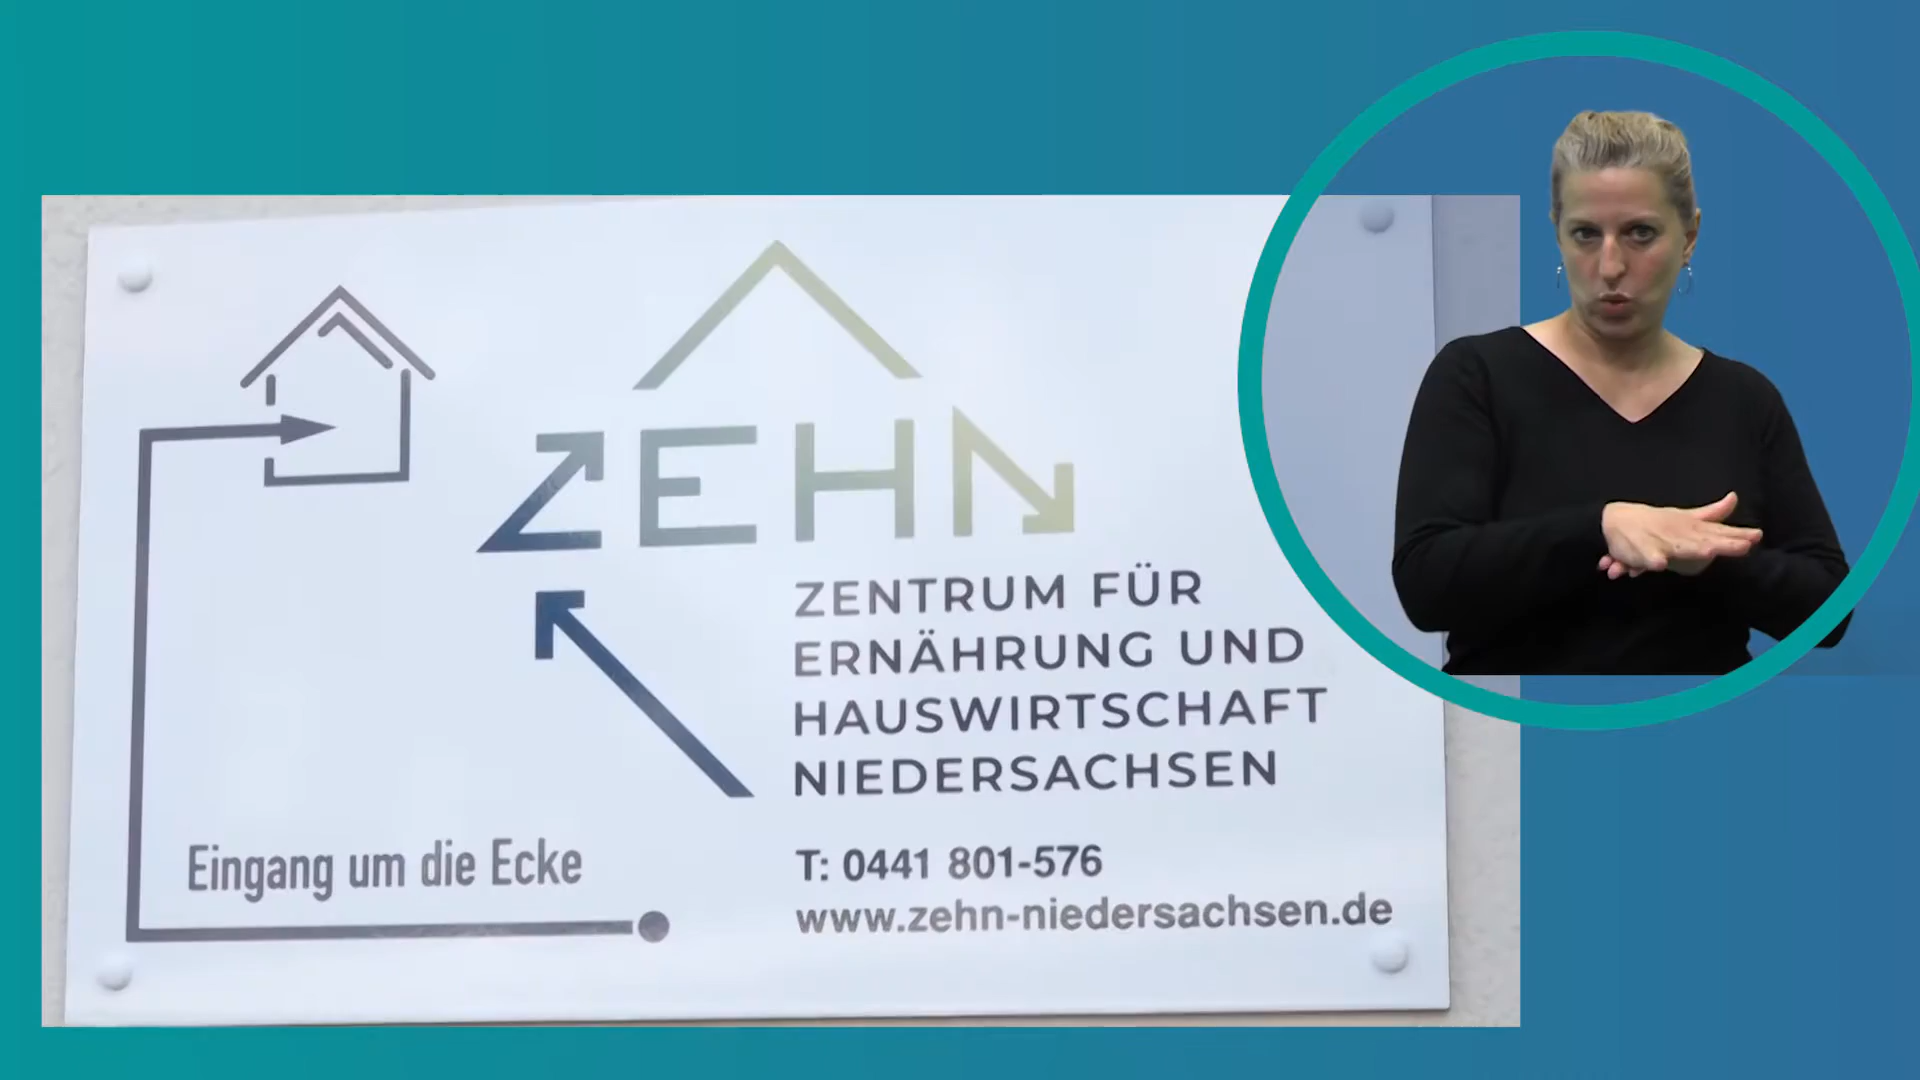 ZEHN
ZENTRUM FÜR
ERNÄHRUNG UND
HAUSWIRTSCHAFT
NIEDERSACHSEN
Eingang um die Ecke
T: 0441 801-576
www.zehn-niedersachsen.de